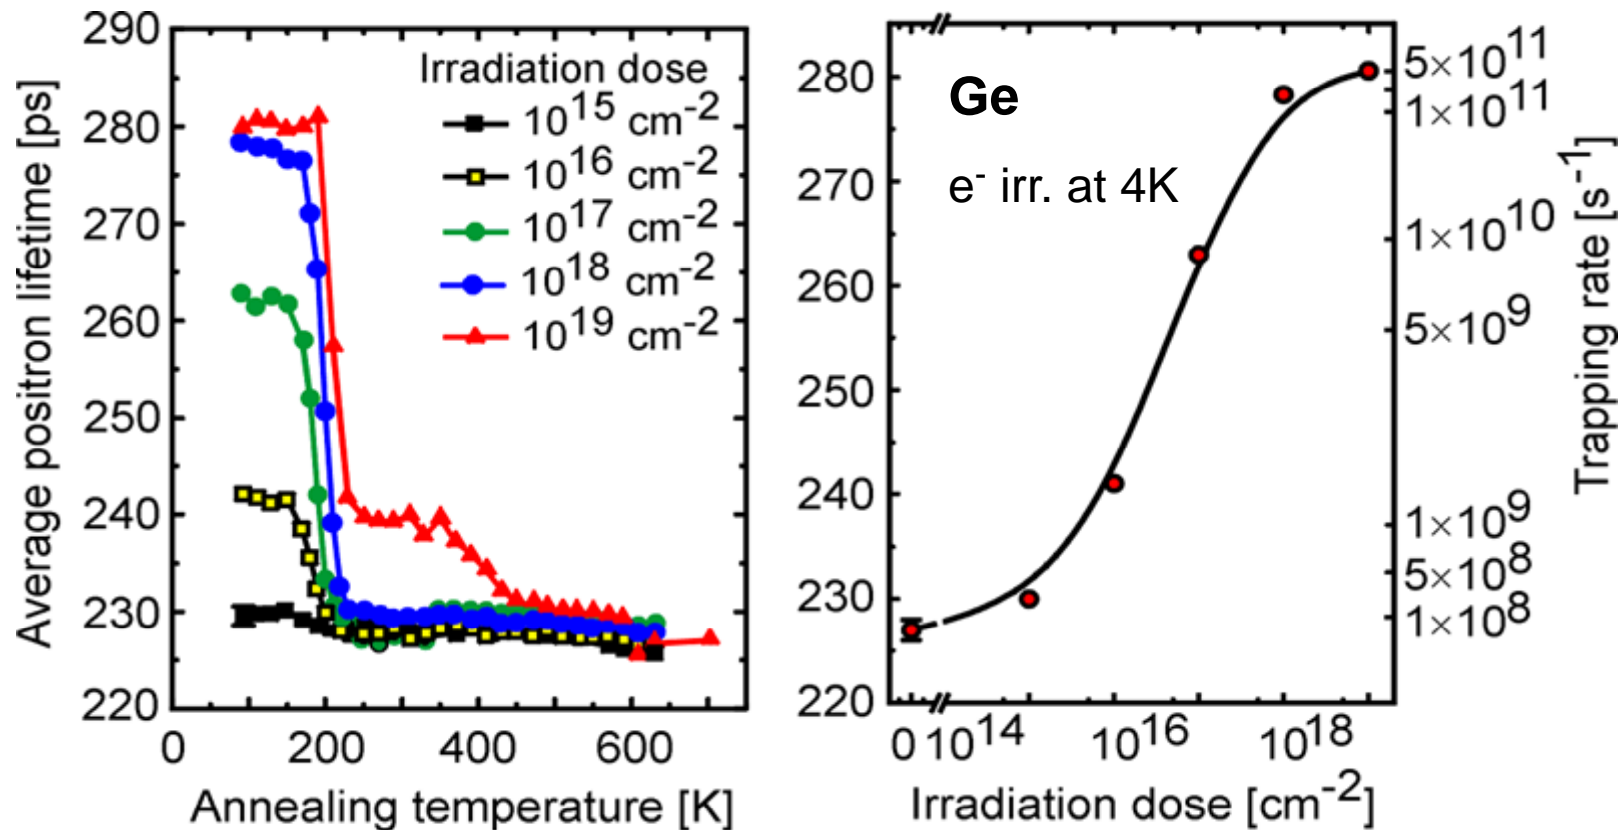 Average positron lifetime [ps]
290
280
270
260
250
240
230
220
0
200
400
600
Annealing temperature [K]
Irradiation dose
10^15 cm^-2
10^16 cm^-2
10^17 cm^-2
10^18 cm^-2
10^19 cm^-2
280
270
260
250
240
230
220
Ge
e^- irr. at 4K
0
10^14
10^16
10^18
Irradiation dose [cm^-2]
5×10^11
1×10^11
1×10^10
5×10^9
1×10^9
5×10^8
1×10^8
Trapping rate [s^-1]